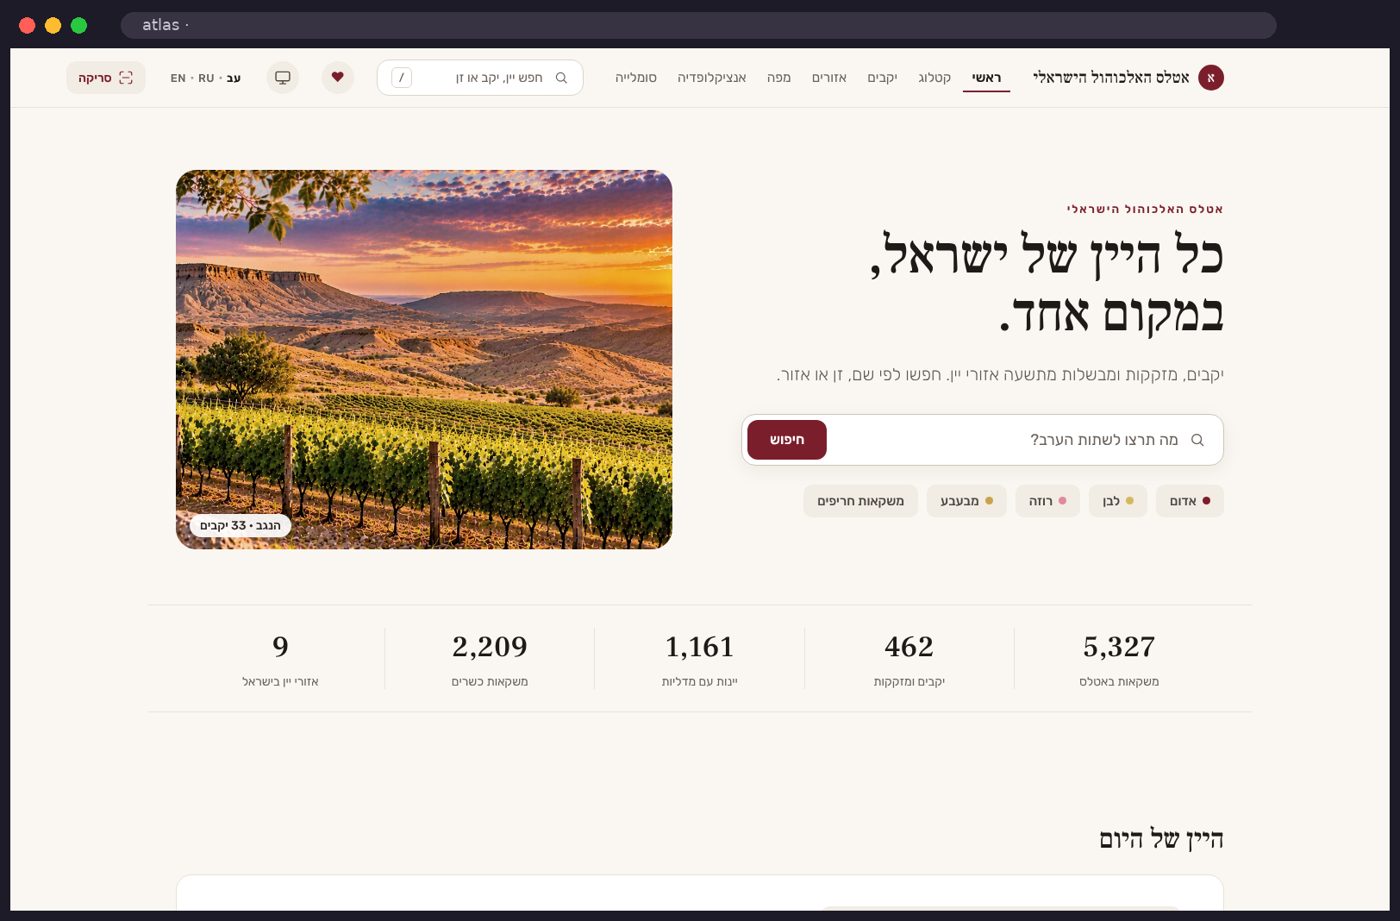 atlas ·
א אטלס האלכוהול הישראלי
ראשי קטלוג יקבים אזורים מפה אנציקלופדיה סומלייה
חפש יין, יקב או זן /
עב · RU · EN
סריקה
אטלס האלכוהול הישראלי
כל היין של ישראל,
במקום אחד.
יקבים, מזקקות ומבשלות מתשעה אזורי יין. חפשו לפי שם, זן או אזור.
מה תרצו לשתות הערב? חיפוש
אדום לבן רוזה מבעבע משקאות חריפים
הנגב · 33 יקבים
5,327 462 1,161 2,209 9
משקאות באטלס יקבים ומזקקות יינות עם מדליות משקאות כשרים אזורי יין בישראל
היין של היום